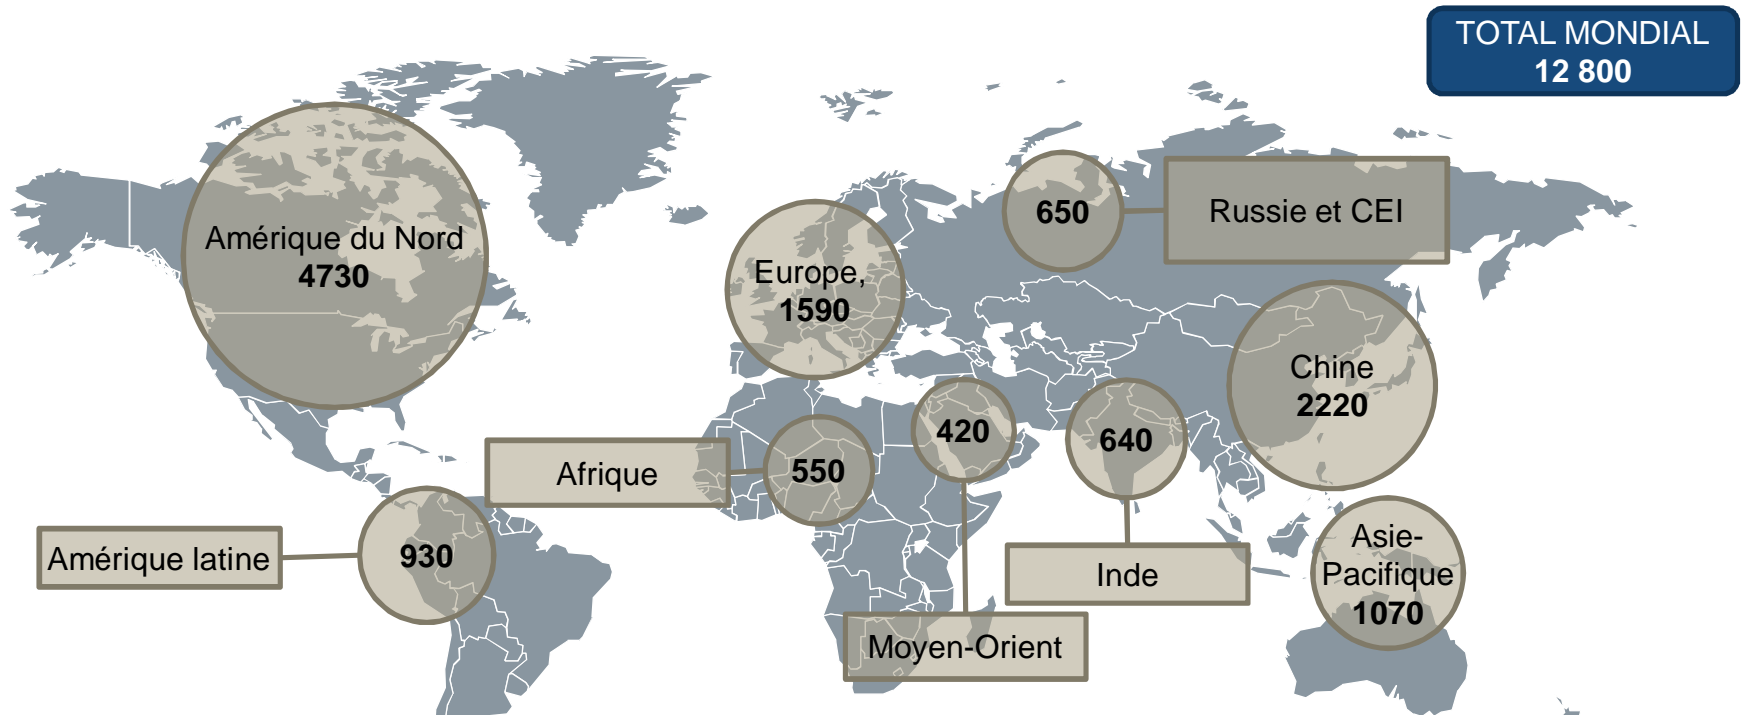 TOTAL MONDIAL
12 800
Amérique du Nord
4730
650
Russie et CEI
Europe,
1590
Chine
2220
420
640
Afrique
550
Amérique latine
930
Asie-
Pacifique
1070
Inde
Moyen-Orient